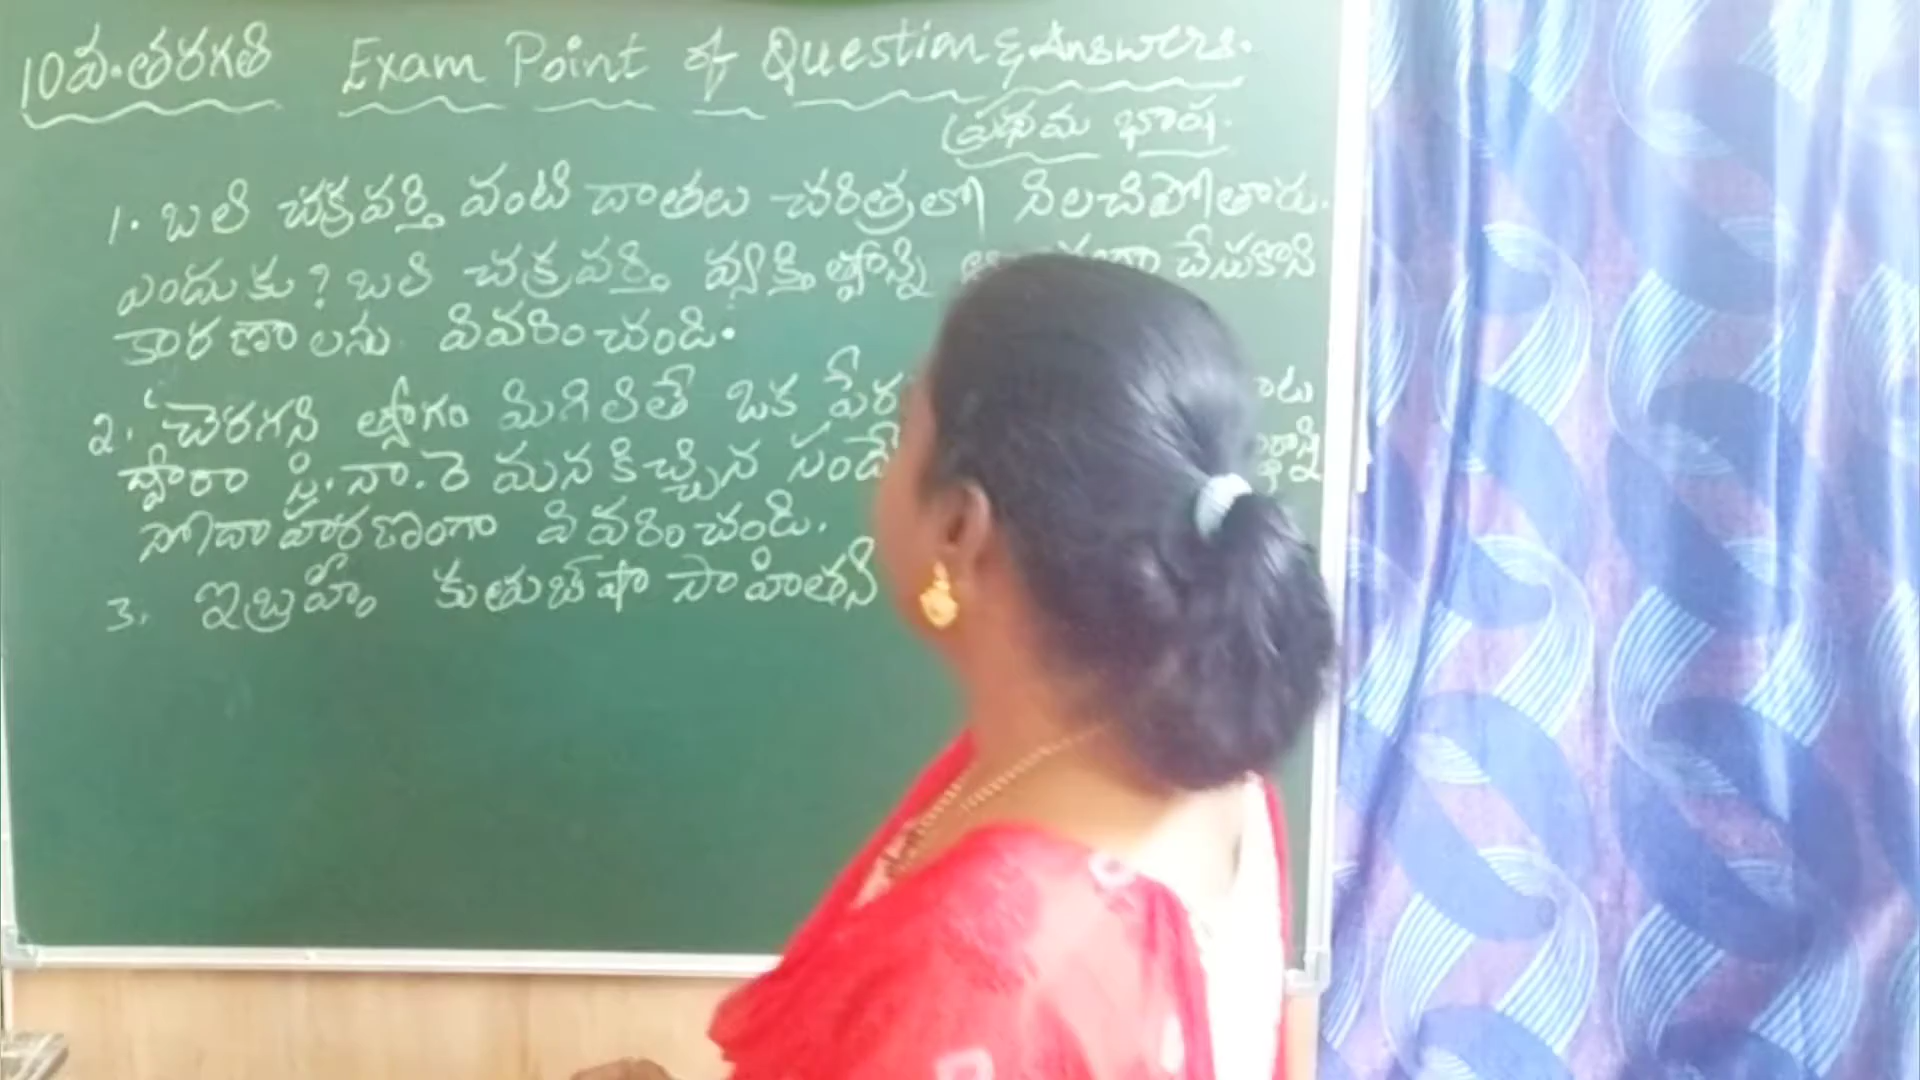 10వ.తరగతి Exam Point of Question & Answers.
ప్రథమ భాష.
1. బలి చక్రవర్తి వంటి దాతలు చరిత్రలో నిలచిపోతారు.
ఎందుకు? బలి చక్రవర్తి వ్యక్తిత్వాన్ని చేసుకొని
కారణాలను వివరించండి.
2. 'చెరగని త్యాగం మిగిలితే ఒక పేర
ద్వారా సి.నా.రె మనకిచ్చిన
సోదాహరణంగా వివరించండి.
3. ఇబ్రహీం కుతుబ్‌షా